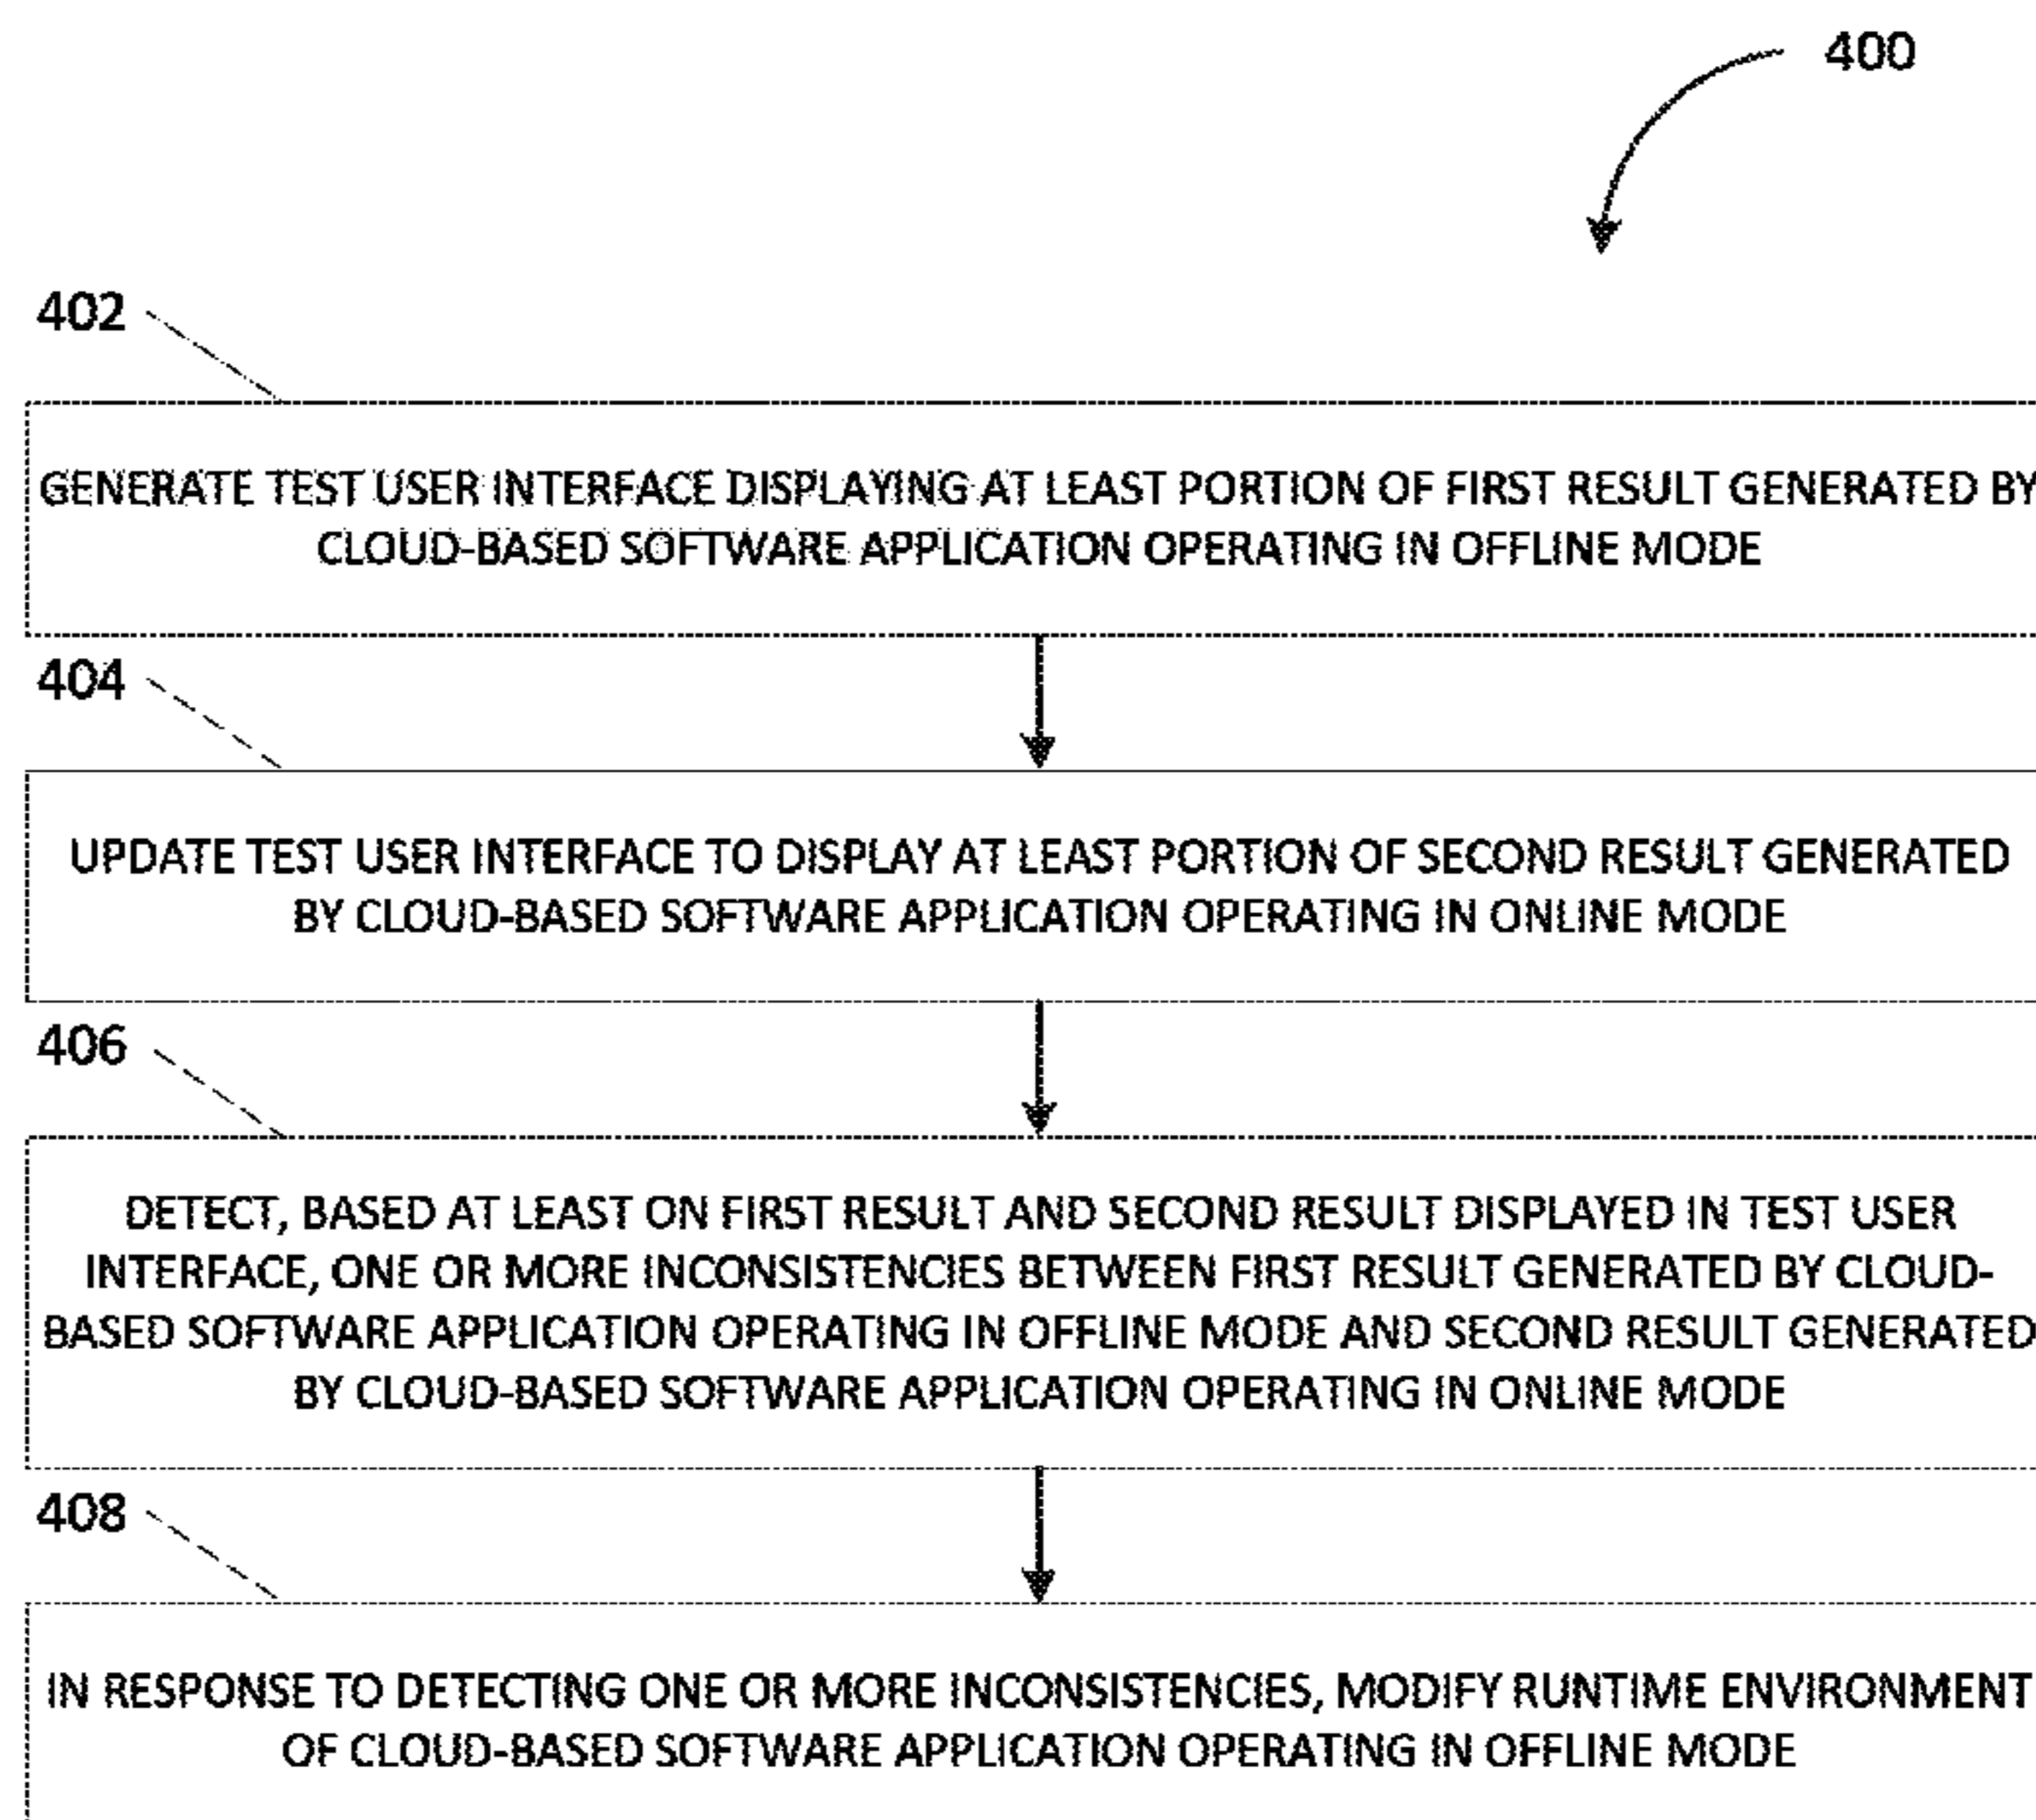 400
402
GENERATE TEST USER INTERFACE DISPLAYING AT LEAST PORTION OF FIRST RESULT GENERATED BY
CLOUD-BASED SOFTWARE APPLICATION OPERATING IN OFFLINE MODE
404
UPDATE TEST USER INTERFACE TO DISPLAY AT LEAST PORTION OF SECOND RESULT GENERATED
BY CLOUD-BASED SOFTWARE APPLICATION OPERATING IN ONLINE MODE
406
DETECT, BASED AT LEAST ON FIRST RESULT AND SECOND RESULT DISPLAYED IN TEST USER
INTERFACE, ONE OR MORE INCONSISTENCIES BETWEEN FIRST RESULT GENERATED BY CLOUD-
BASED SOFTWARE APPLICATION OPERATING IN OFFLINE MODE AND SECOND RESULT GENERATED
BY CLOUD-BASED SOFTWARE APPLICATION OPERATING IN ONLINE MODE
408
IN RESPONSE TO DETECTING ONE OR MORE INCONSISTENCIES, MODIFY RUNTIME ENVIRONMENT
OF CLOUD-BASED SOFTWARE APPLICATION OPERATING IN OFFLINE MODE